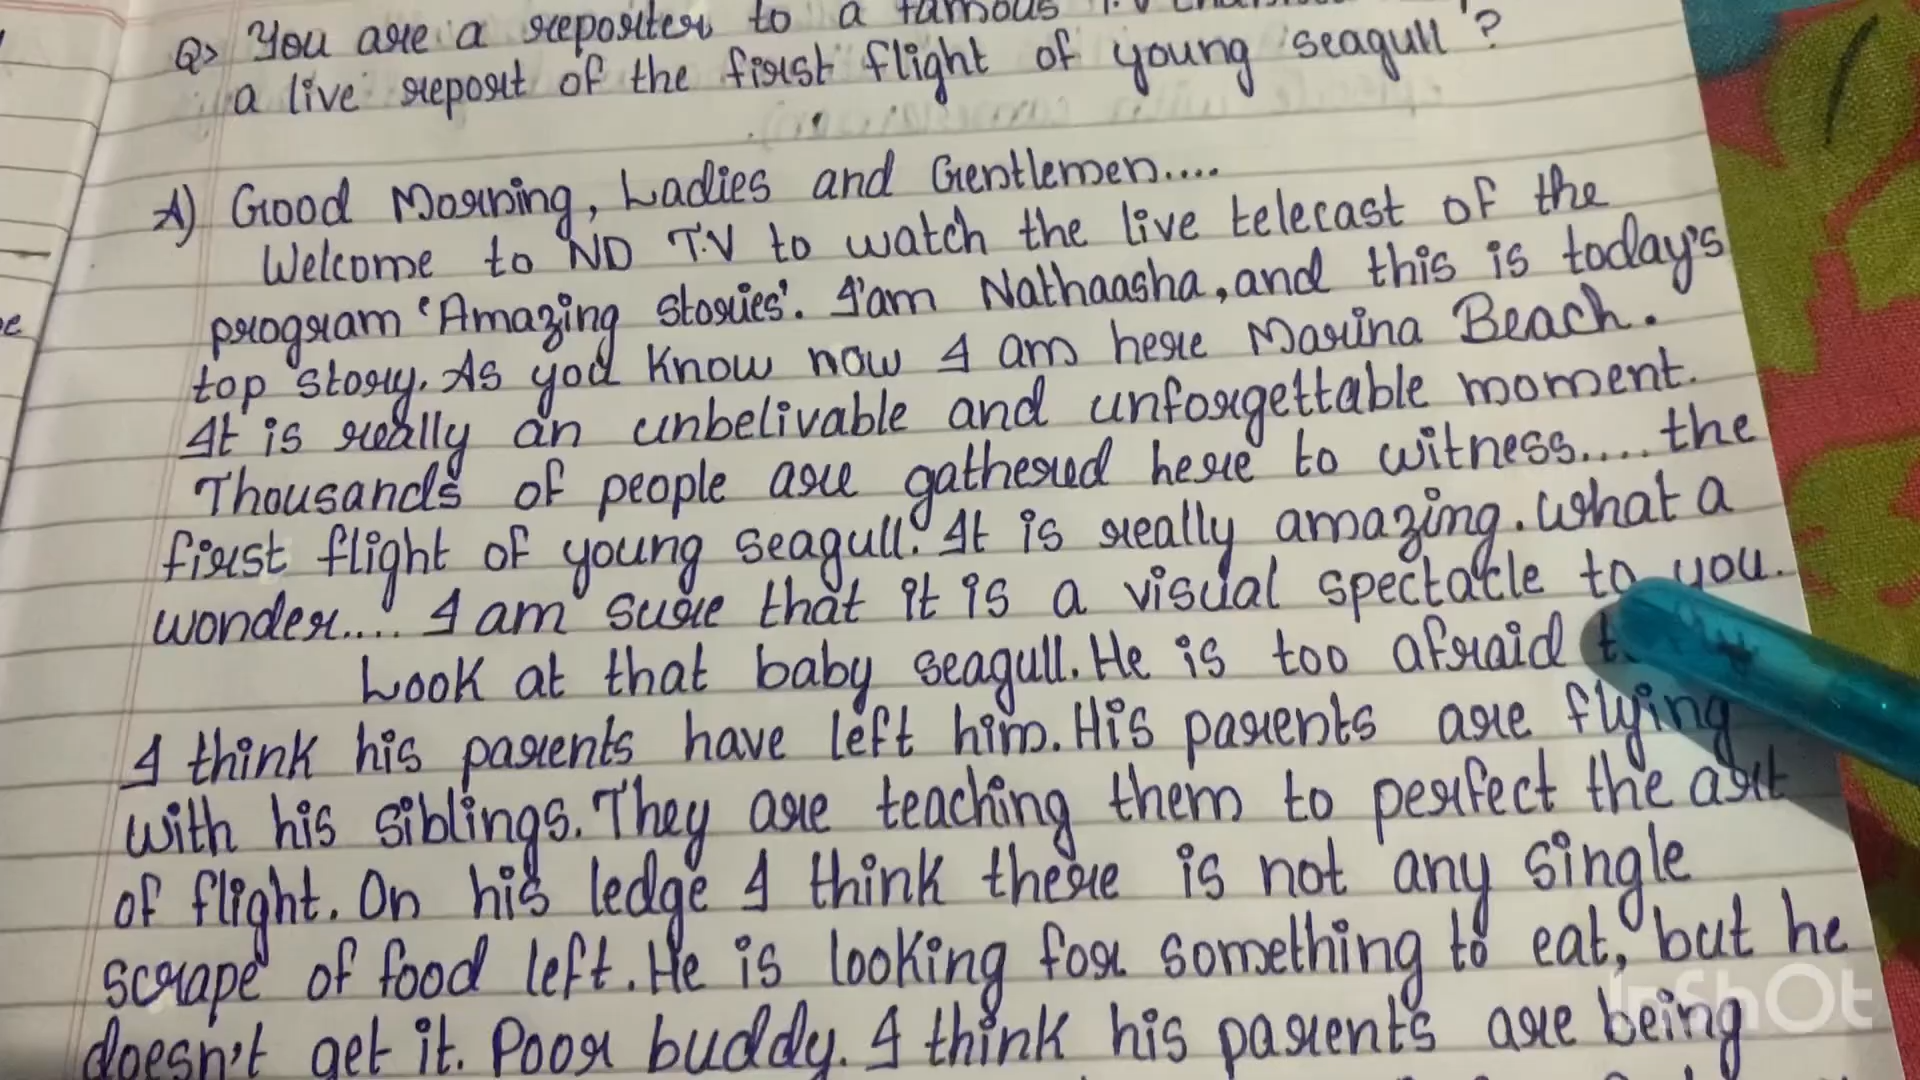 Q> You are a reporter to a famous T.V
a live report of the first flight of young seagull'?
A) Good Morning, Ladies and Gentlemen....
Welcome to ND T.V to watch the live telecast of the
program 'Amazing stories'. I'am Nathaasha, and this is today's
top story. As you know now I am here Marina Beach.
It is really an unbelivable and unforgettable moment.
Thousands of people are gathered here to witness.... the
first flight of young seagull. It is really amazing. What a
wonder.... I am sure that it is a visual spectacle to you.
Look at that baby seagull. He is too afraid
I think his parents have left him. His parents are flying
with his siblings. They are teaching them to perfect the art
of flight. On his ledge I think there is not any single
scrape of food left. He is looking for something to eat, but he
doesn't get it. Poor buddy. I think his parents are being
InShOt